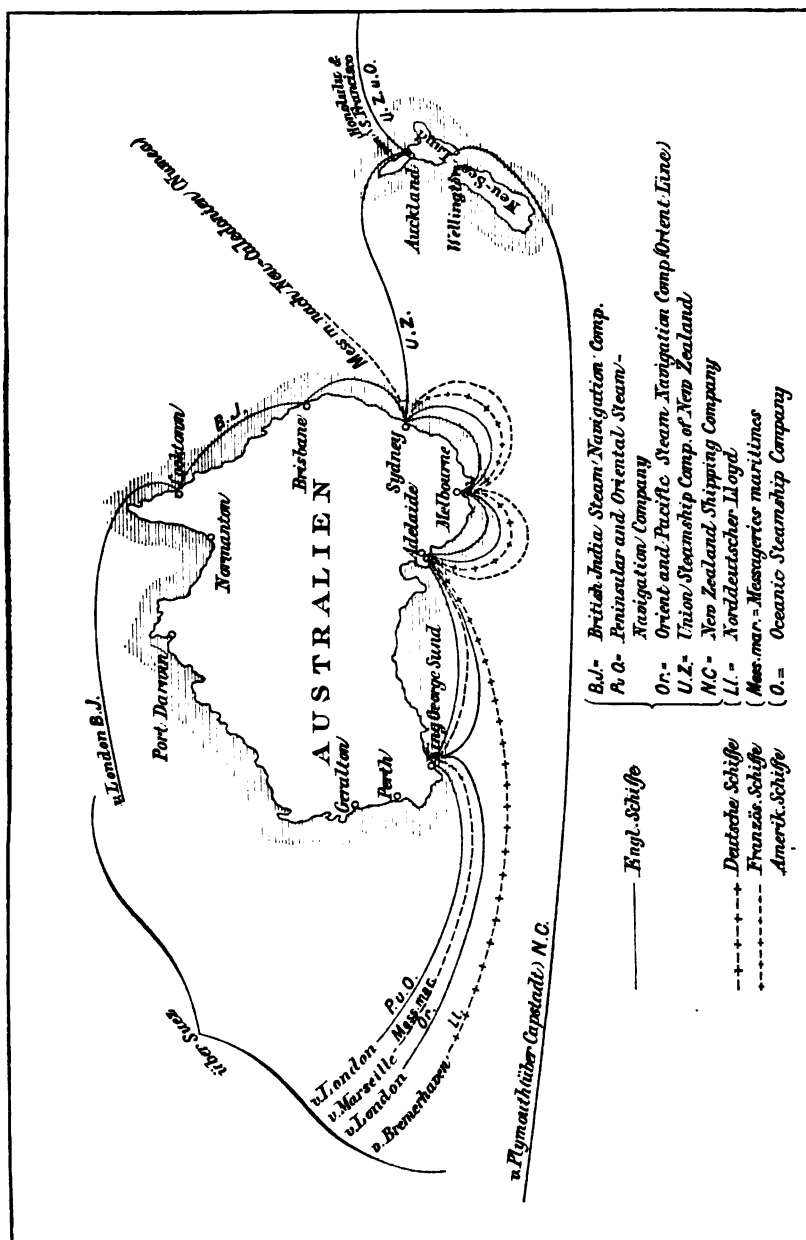 über Suez
v. London B.J.
v. London P. u. O.
v. Marseille Mess. mar.
v. London Or.
v. Bremerhaven Ll.
v. Plymouth (über Capstadt) N.C.
AUSTRALIEN
Port Darwin
Normanton
Cooktown
B.J.
Brisbane
Geralton
Perth
King George Sund
Adelaide
Melbourne
Sydney
Mess. m. nach Neu-Caledonien (Numea)
U.Z.
Honolulu &
S. Francisco
U.Z. u. O.
Auckland
Wellington
Neu-See
land
Engl. Schiffe
B.J. = British India Steam Navigation Comp.
P. u. O. = Peninsular and Oriental Steam-
Navigation Company
Or. = Orient and Pacific Steam Navigation Comp. (Orient Line)
U.Z. = Union Steamship Comp. of New Zealand
N.C. = New Zealand Shipping Company
Deutsche Schiffe Ll. = Norddeutscher Lloyd
Französ. Schiffe Mess. mar. = Messageries maritimes
Amerik. Schiffe O. = Oceanic Steamship Company